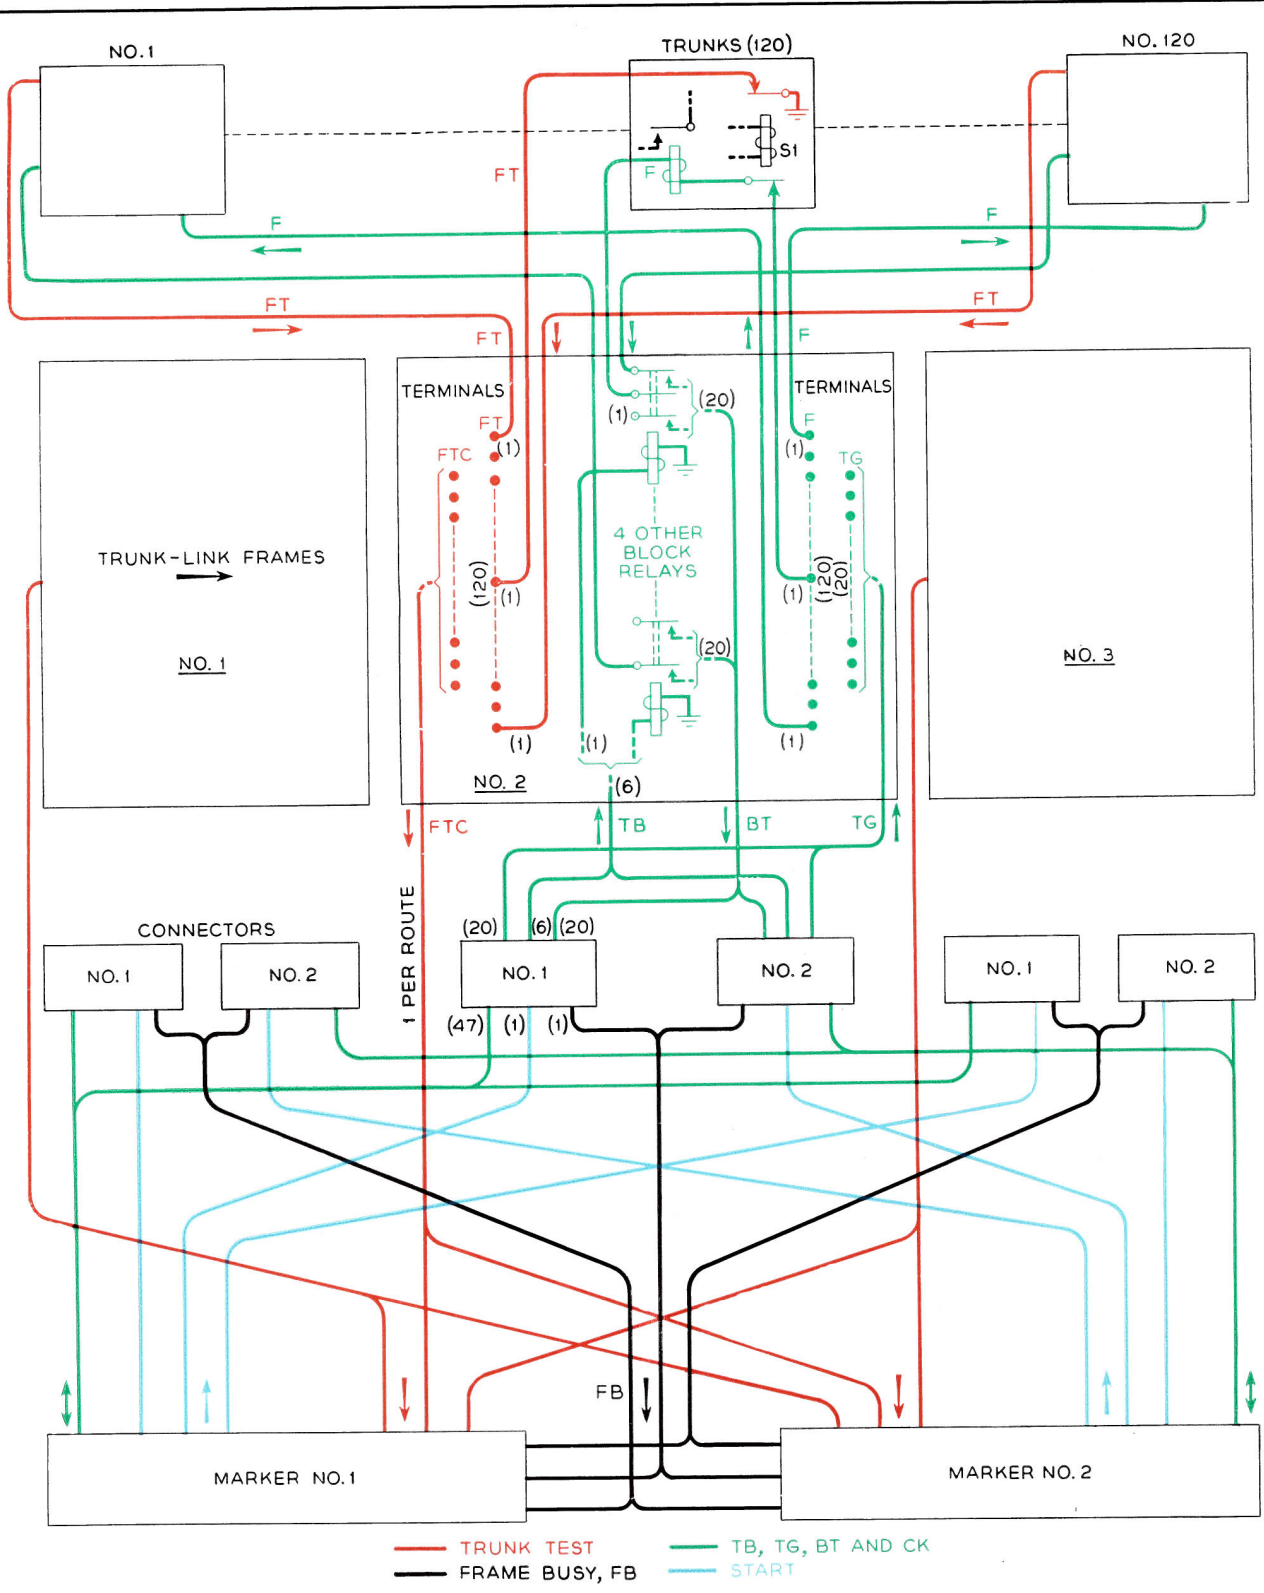 NO. 1
TRUNKS (120)
NO. 120
S1
F
FT
F
F
FT
FT
FT
F
TERMINALS
TERMINALS
(1)
(20)
FT
(1)
FTC
F
(1)
TG
4 OTHER
BLOCK
RELAYS
TRUNK-LINK FRAMES
(120)
(1)
(1)
(120)
(20)
NO. 1
(20)
NO. 3
(1)
(1)
(1)
NO. 2
(6)
FTC
TB
BT
TG
1 PER ROUTE
CONNECTORS
(20)
(6)
(20)
NO. 1
NO. 2
NO. 1
NO. 2
NO. 1
NO. 2
(47)
(1)
(1)
FB
MARKER NO. 1
MARKER NO. 2
TRUNK TEST
TB, TG, BT AND CK
FRAME BUSY, FB
START